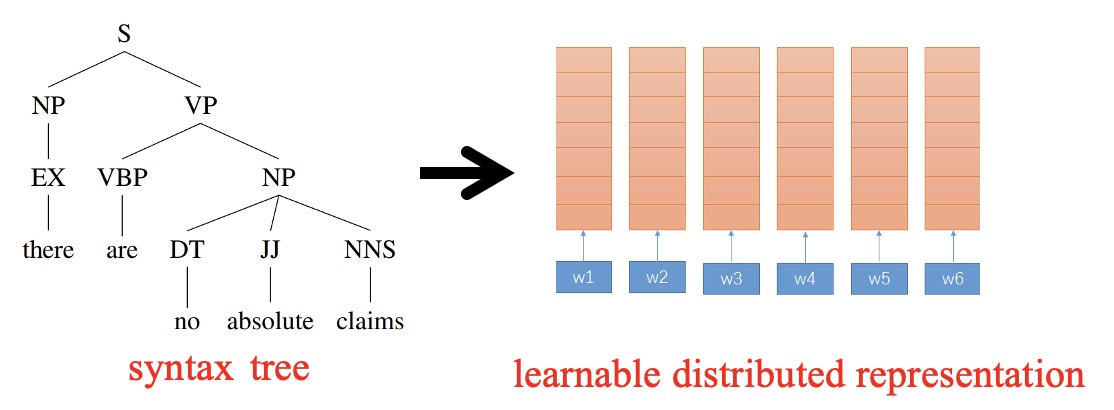 S
NP VP
EX VBP NP
there are DT JJ NNS
no absolute claims
syntax tree
w1 w2 w3 w4 w5 w6
learnable distributed representation